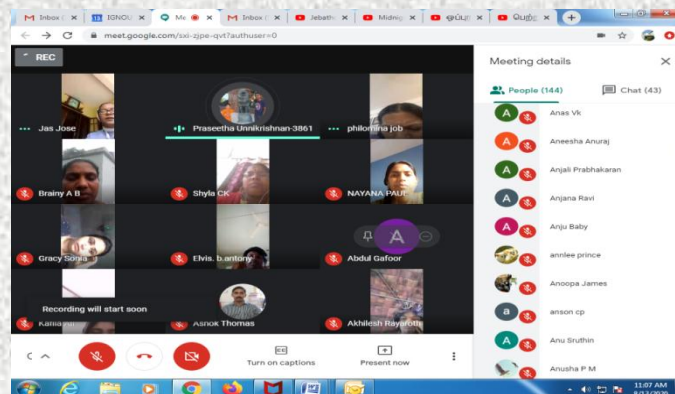 Inbox (
IGNOU
Me
Inbox (
Jebath
Midnig
meet.google.com/sxi-zjpe-qvt?authuser=0
REC
Jas Jose
Praseetha Unnikrishnan-3861
philomina job
Brainy A B
Shyla CK
NAYANA PAUL
Gracy Sonia
Elvis. b.antony
A
Abdul Gafoor
Recording will start soon
Ashok Thomas
Akhilesh Rayaroth
Turn on captions
Present now
Meeting details
People (144)
Chat (43)
A Anas Vk
A Aneesha Anuraj
A Anjali Prabhakaran
A Anjana Ravi
A Anju Baby
annlee prince
Anoopa James
a anson cp
A Anu Sruthin
Anusha P M
11:07 AM